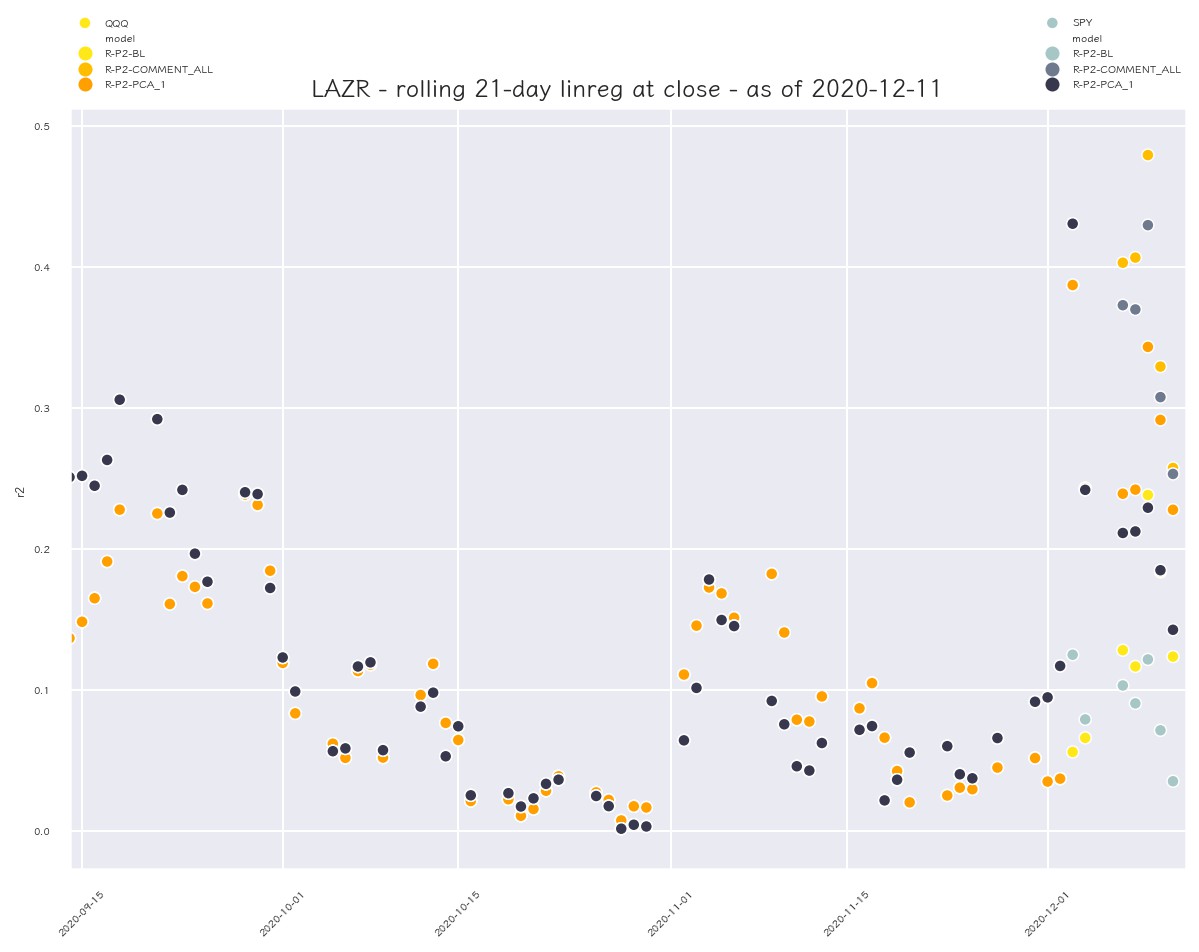 QQQ
model
R-P2-BL
R-P2-COMMENT_ALL
R-P2-PCA_1
SPY
model
R-P2-BL
R-P2-COMMENT_ALL
R-P2-PCA_1
LAZR - rolling 21-day linreg at close - as of 2020-12-11
0.5
0.4
0.3
0.2
0.1
0.0
r2
2020-09-15
2020-10-01
2020-10-15
2020-11-01
2020-11-15
2020-12-01